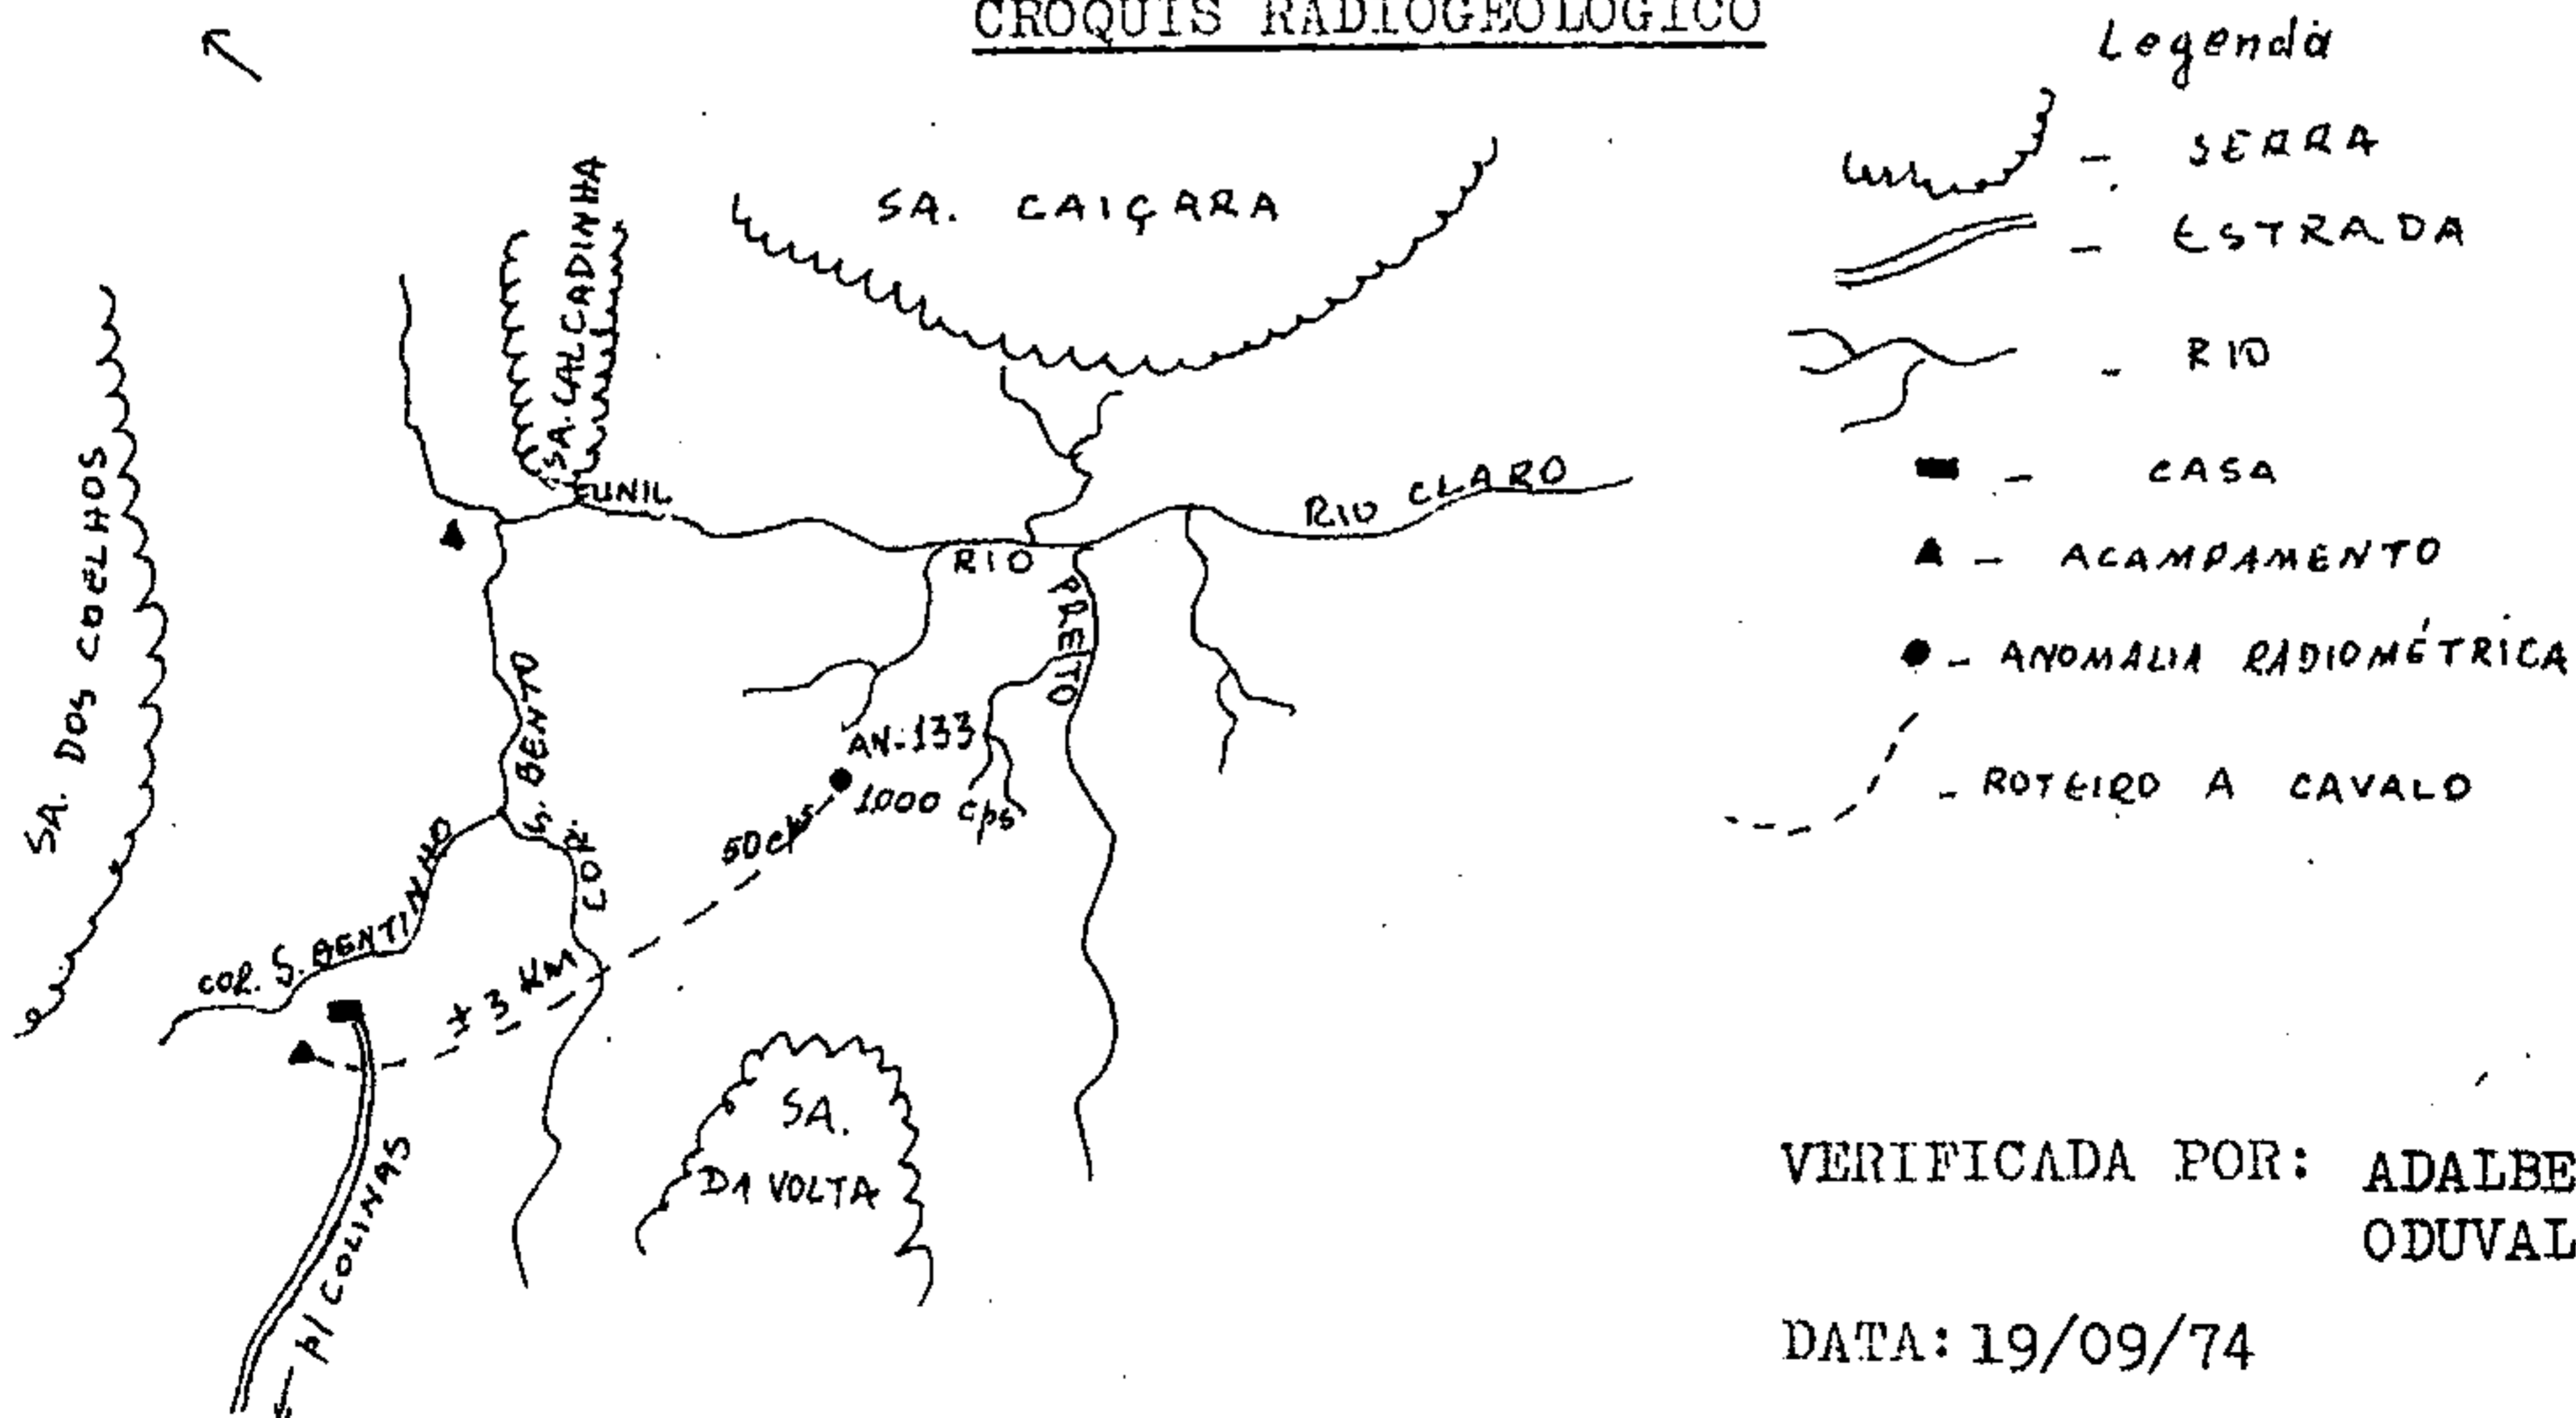 CROQUIS RADIOGEOLÓGICO
Legenda
SERRA
ESTRADA
RIO
CASA
ACAMPAMENTO
ANOMALIA RADIOMÉTRICA
ROTEIRO A CAVALO
SA. CAIÇARA
SA. CALCADINHA
SA. DOS COELHOS
FUNIL
RIO CLARO
RIO PRETO
COR. S. BENTO
AN-133
1000 cps
50 cps
COR. S. BENTINHO
± 3 Km
SA.
DA VOLTA
P/ COLINAS
VERIFICADA POR: ADALBE
ODUVAL
DATA: 19/09/74